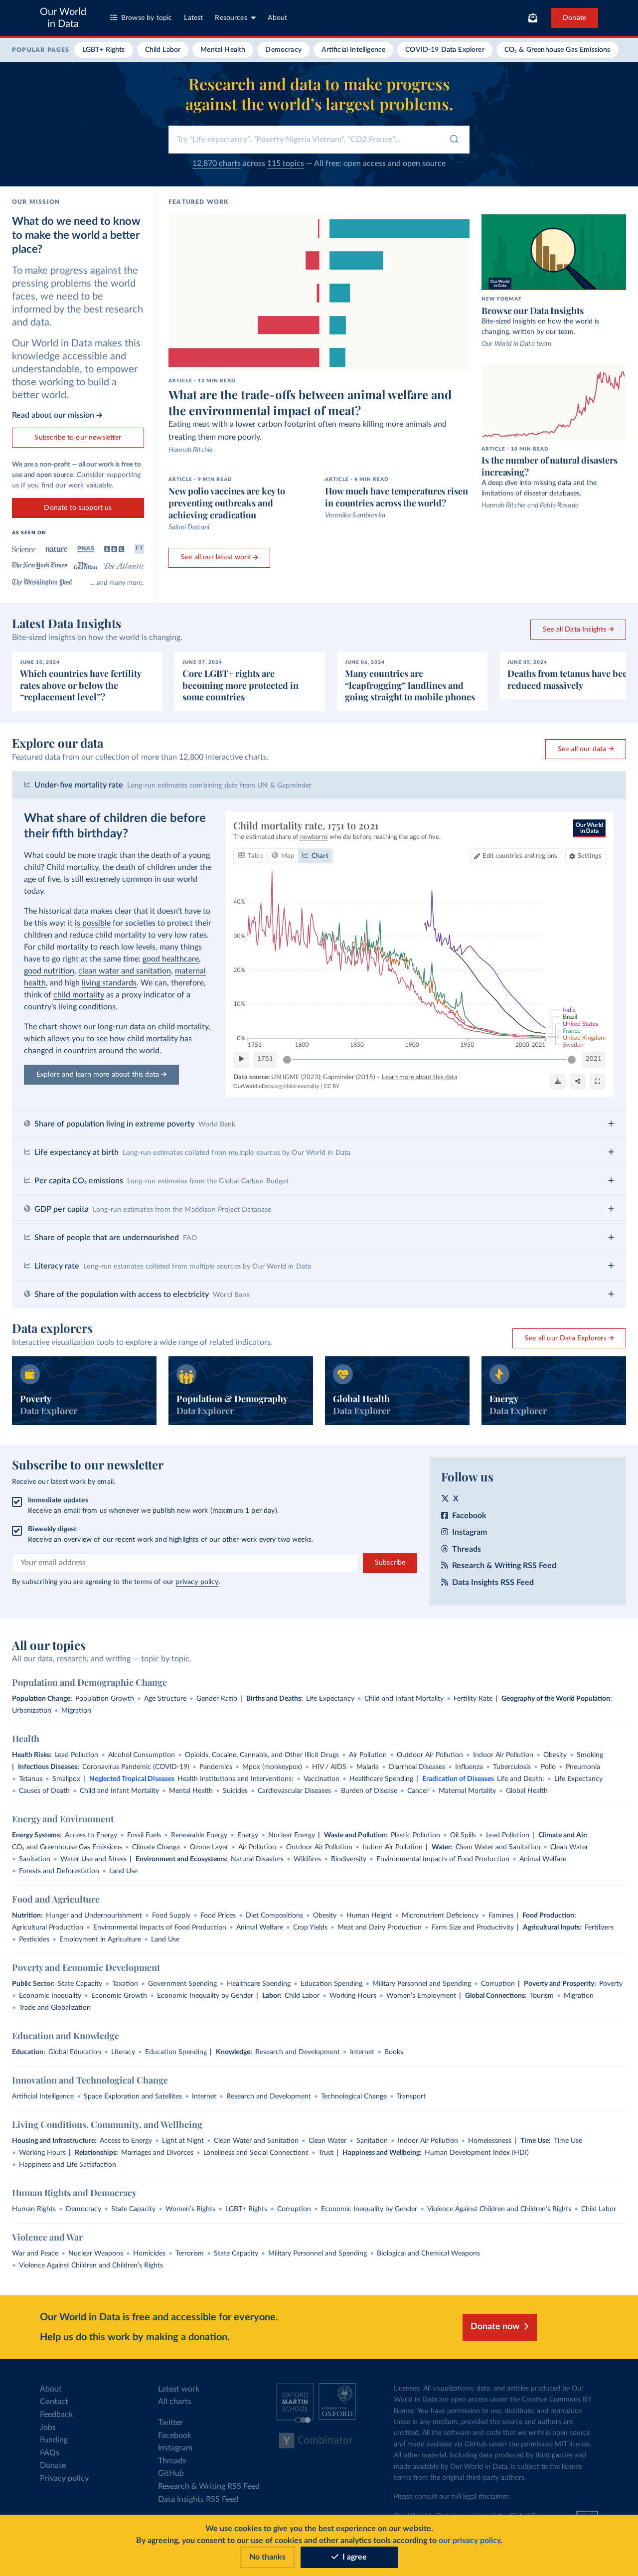 Our World
in Data
Browse by topic
Latest
Resources
About
Donate
POPULAR PAGES
LGBT+ Rights
Child Labor
Mental Health
Democracy
Artificial Intelligence
COVID-19 Data Explorer
CO₂ & Greenhouse Gas Emissions
Research and data to make progress
against the world's largest problems.
Try "Life expectancy", "Poverty Nigeria Vietnam", "CO2 France"...
12,870 charts across 115 topics — All free: open access and open source
OUR MISSION
What do we need to know
to make the world a better
place?
To make progress against the
pressing problems the world
faces, we need to be
informed by the best research
and data.
Our World in Data makes this
knowledge accessible and
understandable, to empower
those working to build a
better world.
Read about our mission →
Subscribe to our newsletter
We are a non-profit — all our work is free to
use and open source. Consider supporting
us if you find our work valuable.
Donate to support us
AS SEEN ON
Science
nature
PNAS
BBC
FT
The New York Times
The Guardian
The Atlantic
The Washington Post
... and many more.
FEATURED WORK
ARTICLE - 12 MIN READ
What are the trade-offs between animal welfare and
the environmental impact of meat?
Eating meat with a lower carbon footprint often means killing more animals and
treating them more poorly.
Hannah Ritchie
ARTICLE - 9 MIN READ
New polio vaccines are key to
preventing outbreaks and
achieving eradication
Saloni Dattani
ARTICLE - 4 MIN READ
How much have temperatures risen
in countries across the world?
Veronika Samborska
See all our latest work →
Our World
in Data
NEW FORMAT
Browse our Data Insights
Bite-sized insights on how the world is
changing, written by our team.
Our World in Data team
ARTICLE - 10 MIN READ
Is the number of natural disasters
increasing?
A deep dive into missing data and the
limitations of disaster databases.
Hannah Ritchie and Pablo Rosado
Latest Data Insights
Bite-sized insights on how the world is changing.
See all Data Insights →
JUNE 10, 2024
Which countries have fertility
rates above or below the
"replacement level"?
JUNE 07, 2024
Core LGBT+ rights are
becoming more protected in
some countries
JUNE 06, 2024
Many countries are
"leapfrogging" landlines and
going straight to mobile phones
JUNE 05, 2024
Deaths from tetanus have bee
reduced massively
Explore our data
Featured data from our collection of more than 12,800 interactive charts.
See all our data →
Under-five mortality rate Long-run estimates combining data from UN & Gapminder
What share of children die before
their fifth birthday?
What could be more tragic than the death of a young
child? Child mortality, the death of children under the
age of five, is still extremely common in our world
today.
The historical data makes clear that it doesn't have to
be this way: it is possible for societies to protect their
children and reduce child mortality to very low rates.
For child mortality to reach low levels, many things
have to go right at the same time: good healthcare,
good nutrition, clean water and sanitation, maternal
health, and high living standards. We can, therefore,
think of child mortality as a proxy indicator of a
country's living conditions.
The chart shows our long-run data on child mortality,
which allows you to see how child mortality has
changed in countries around the world.
Explore and learn more about this data →
Child mortality rate, 1751 to 2021
The estimated share of newborns who die before reaching the age of five.
Our World
in Data
Table
Map
Chart
Edit countries and regions
Settings
40%
30%
20%
10%
0%
1751
1800
1850
1900
1950
2000
2021
India
Brazil
United States
France
United Kingdom
Sweden
1751
2021
Data source: UN IGME (2023); Gapminder (2015) – Learn more about this data
OurWorldInData.org/child-mortality | CC BY
Share of population living in extreme poverty World Bank
Life expectancy at birth Long-run estimates collated from multiple sources by Our World in Data
Per capita CO₂ emissions Long-run estimates from the Global Carbon Budget
GDP per capita Long-run estimates from the Maddison Project Database
Share of people that are undernourished FAO
Literacy rate Long-run estimates collated from multiple sources by Our World in Data
Share of the population with access to electricity World Bank
Data explorers
Interactive visualization tools to explore a wide range of related indicators.
See all our Data Explorers →
Poverty
Data Explorer
Population & Demography
Data Explorer
Global Health
Data Explorer
Energy
Data Explorer
Subscribe to our newsletter
Receive our latest work by email.
Immediate updates
Receive an email from us whenever we publish new work (maximum 1 per day).
Biweekly digest
Receive an overview of our recent work and highlights of our other work every two weeks.
Your email address
Subscribe
By subscribing you are agreeing to the terms of our privacy policy.
Follow us
X
Facebook
Instagram
Threads
Research & Writing RSS Feed
Data Insights RSS Feed
All our topics
All our data, research, and writing — topic by topic.
Population and Demographic Change
Population Change: Population Growth • Age Structure • Gender Ratio | Births and Deaths: Life Expectancy • Child and Infant Mortality • Fertility Rate | Geography of the World Population:
Urbanization • Migration
Health
Health Risks: Lead Pollution • Alcohol Consumption • Opioids, Cocaine, Cannabis, and Other Illicit Drugs • Air Pollution • Outdoor Air Pollution • Indoor Air Pollution • Obesity • Smoking
| Infectious Diseases: Coronavirus Pandemic (COVID-19) • Pandemics • Mpox (monkeypox) • HIV / AIDS • Malaria • Diarrheal Diseases • Influenza • Tuberculosis • Polio • Pneumonia
• Tetanus • Smallpox | Neglected Tropical Diseases Health Institutions and Interventions: • Vaccination • Healthcare Spending | Eradication of Diseases Life and Death: • Life Expectancy
• Causes of Death • Child and Infant Mortality • Mental Health • Suicides • Cardiovascular Diseases • Burden of Disease • Cancer • Maternal Mortality • Global Health
Energy and Environment
Energy Systems: Access to Energy • Fossil Fuels • Renewable Energy • Energy • Nuclear Energy | Waste and Pollution: Plastic Pollution • Oil Spills • Lead Pollution | Climate and Air:
CO₂ and Greenhouse Gas Emissions • Climate Change • Ozone Layer • Air Pollution • Outdoor Air Pollution • Indoor Air Pollution | Water: Clean Water and Sanitation • Clean Water
• Sanitation • Water Use and Stress | Environment and Ecosystems: Natural Disasters • Wildfires • Biodiversity • Environmental Impacts of Food Production • Animal Welfare
• Forests and Deforestation • Land Use
Food and Agriculture
Nutrition: Hunger and Undernourishment • Food Supply • Food Prices • Diet Compositions • Obesity • Human Height • Micronutrient Deficiency • Famines | Food Production:
Agricultural Production • Environmental Impacts of Food Production • Animal Welfare • Crop Yields • Meat and Dairy Production • Farm Size and Productivity | Agricultural Inputs: Fertilizers
• Pesticides • Employment in Agriculture • Land Use
Poverty and Economic Development
Public Sector: State Capacity • Taxation • Government Spending • Healthcare Spending • Education Spending • Military Personnel and Spending • Corruption | Poverty and Prosperity: Poverty
• Economic Inequality • Economic Growth • Economic Inequality by Gender | Labor: Child Labor • Working Hours • Women's Employment | Global Connections: Tourism • Migration
• Trade and Globalization
Education and Knowledge
Education: Global Education • Literacy • Education Spending | Knowledge: Research and Development • Internet • Books
Innovation and Technological Change
Artificial Intelligence • Space Exploration and Satellites • Internet • Research and Development • Technological Change • Transport
Living Conditions, Community, and Wellbeing
Housing and Infrastructure: Access to Energy • Light at Night • Clean Water and Sanitation • Clean Water • Sanitation • Indoor Air Pollution • Homelessness | Time Use: Time Use
• Working Hours | Relationships: Marriages and Divorces • Loneliness and Social Connections • Trust | Happiness and Wellbeing: Human Development Index (HDI)
• Happiness and Life Satisfaction
Human Rights and Democracy
Human Rights • Democracy • State Capacity • Women's Rights • LGBT+ Rights • Corruption • Economic Inequality by Gender • Violence Against Children and Children's Rights • Child Labor
Violence and War
War and Peace • Nuclear Weapons • Homicides • Terrorism • State Capacity • Military Personnel and Spending • Biological and Chemical Weapons
• Violence Against Children and Children's Rights
Our World in Data is free and accessible for everyone.
Help us do this work by making a donation.
Donate now
About
Contact
Feedback
Jobs
Funding
FAQs
Donate
Privacy policy
Latest work
All charts
Twitter
Facebook
Instagram
Threads
GitHub
Research & Writing RSS Feed
Data Insights RSS Feed
OXFORD
MARTIN
SCHOOL
UNIVERSITY OF
OXFORD
Y Combinator
Licenses: All visualizations, data, and articles produced by Our
World in Data are open access under the Creative Commons BY
license. You have permission to use, distribute, and reproduce
these in any medium, provided the source and authors are
credited. All the software and code that we write is open source
and made available via GitHub under the permissive MIT license.
All other material, including data produced by third parties and
made available by Our World in Data, is subject to the license
terms from the original third-party authors.
Please consult our full legal disclaimer.
We use cookies to give you the best experience on our website.
By agreeing, you consent to our use of cookies and other analytics tools according to our privacy policy.
No thanks
I agree